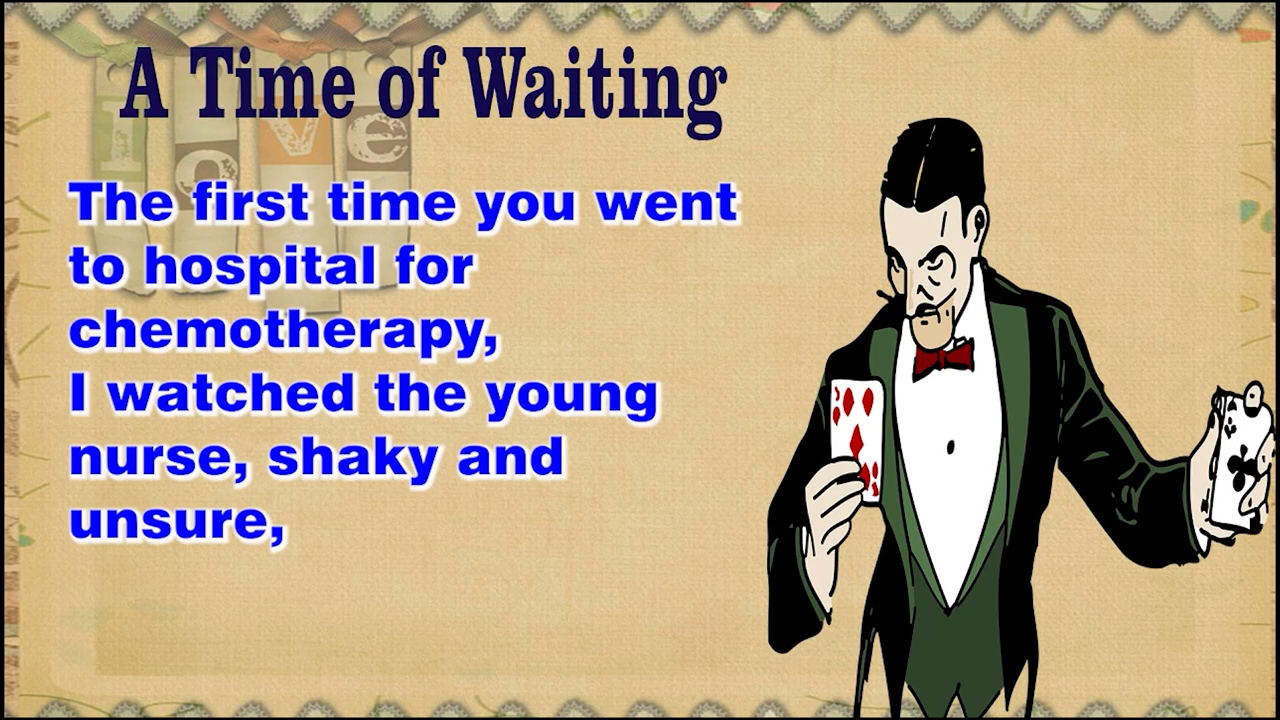 A Time of Waiting
Love
The first time you went
to hospital for
chemotherapy,
I watched the young
nurse, shaky and
unsure,